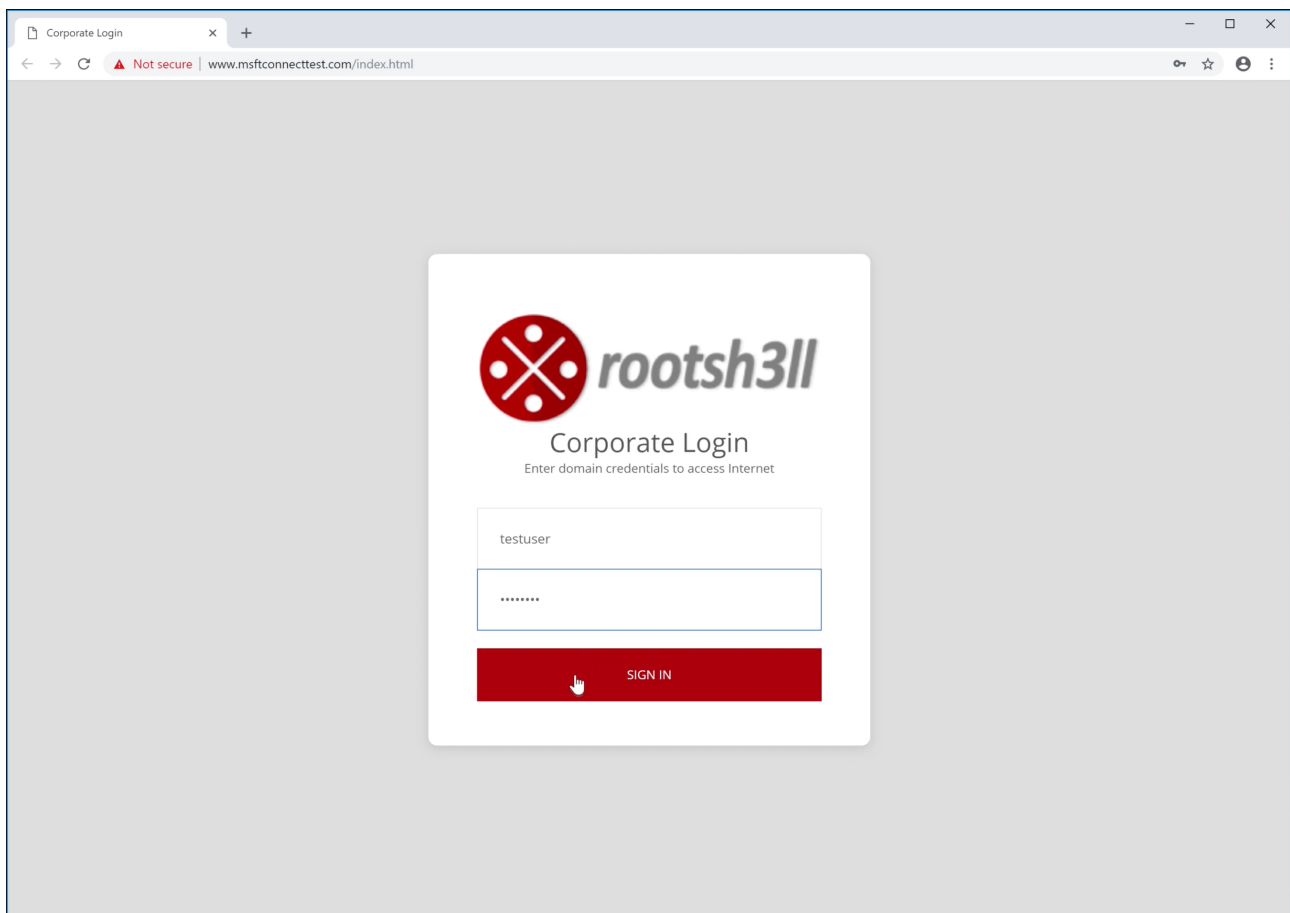 Corporate Login
Not secure | www.msftconnecttest.com/index.html
rootsh3ll
Corporate Login
Enter domain credentials to access Internet
testuser
••••••••
SIGN IN